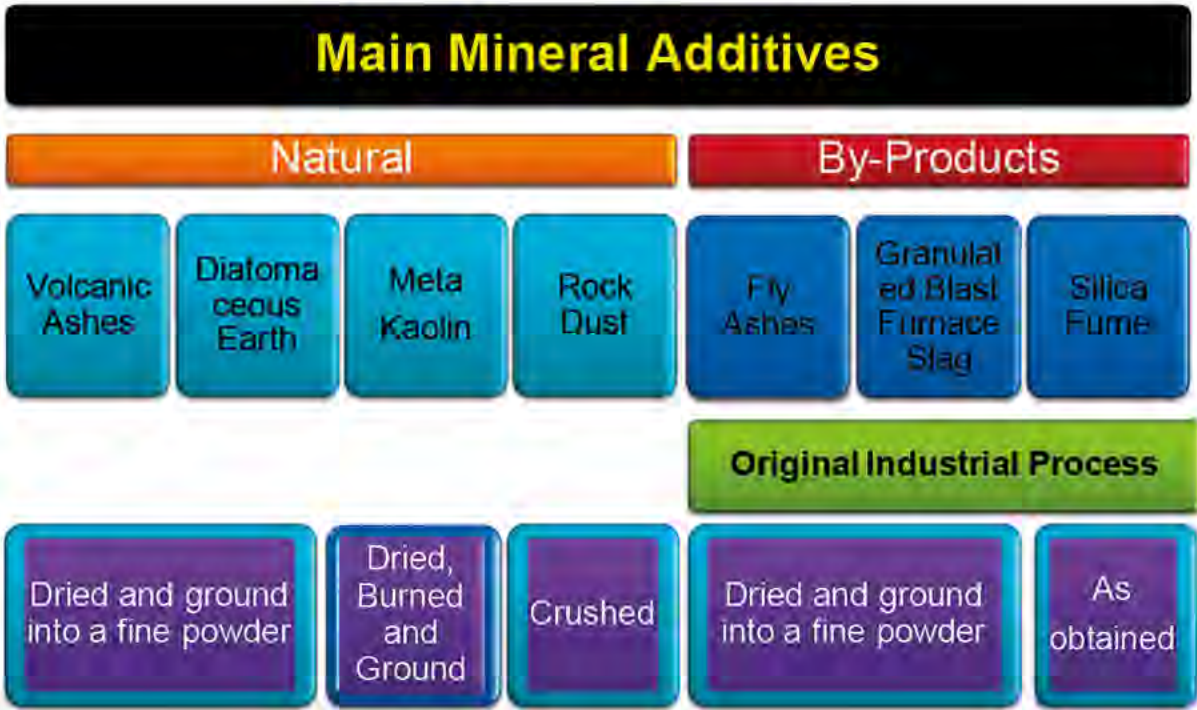 Main Mineral Additives
Natural
By-Products
Volcanic
Ashes
Diatoma
ceous
Earth
Meta
Kaolin
Rock
Dust
Fly
Ashes
Granulat
ed Blast
Furnace
Slag
Silica
Fume
Original Industrial Process
Dried and ground
into a fine powder
Dried,
Burned
and
Ground
Crushed
Dried and ground
into a fine powder
As
obtained